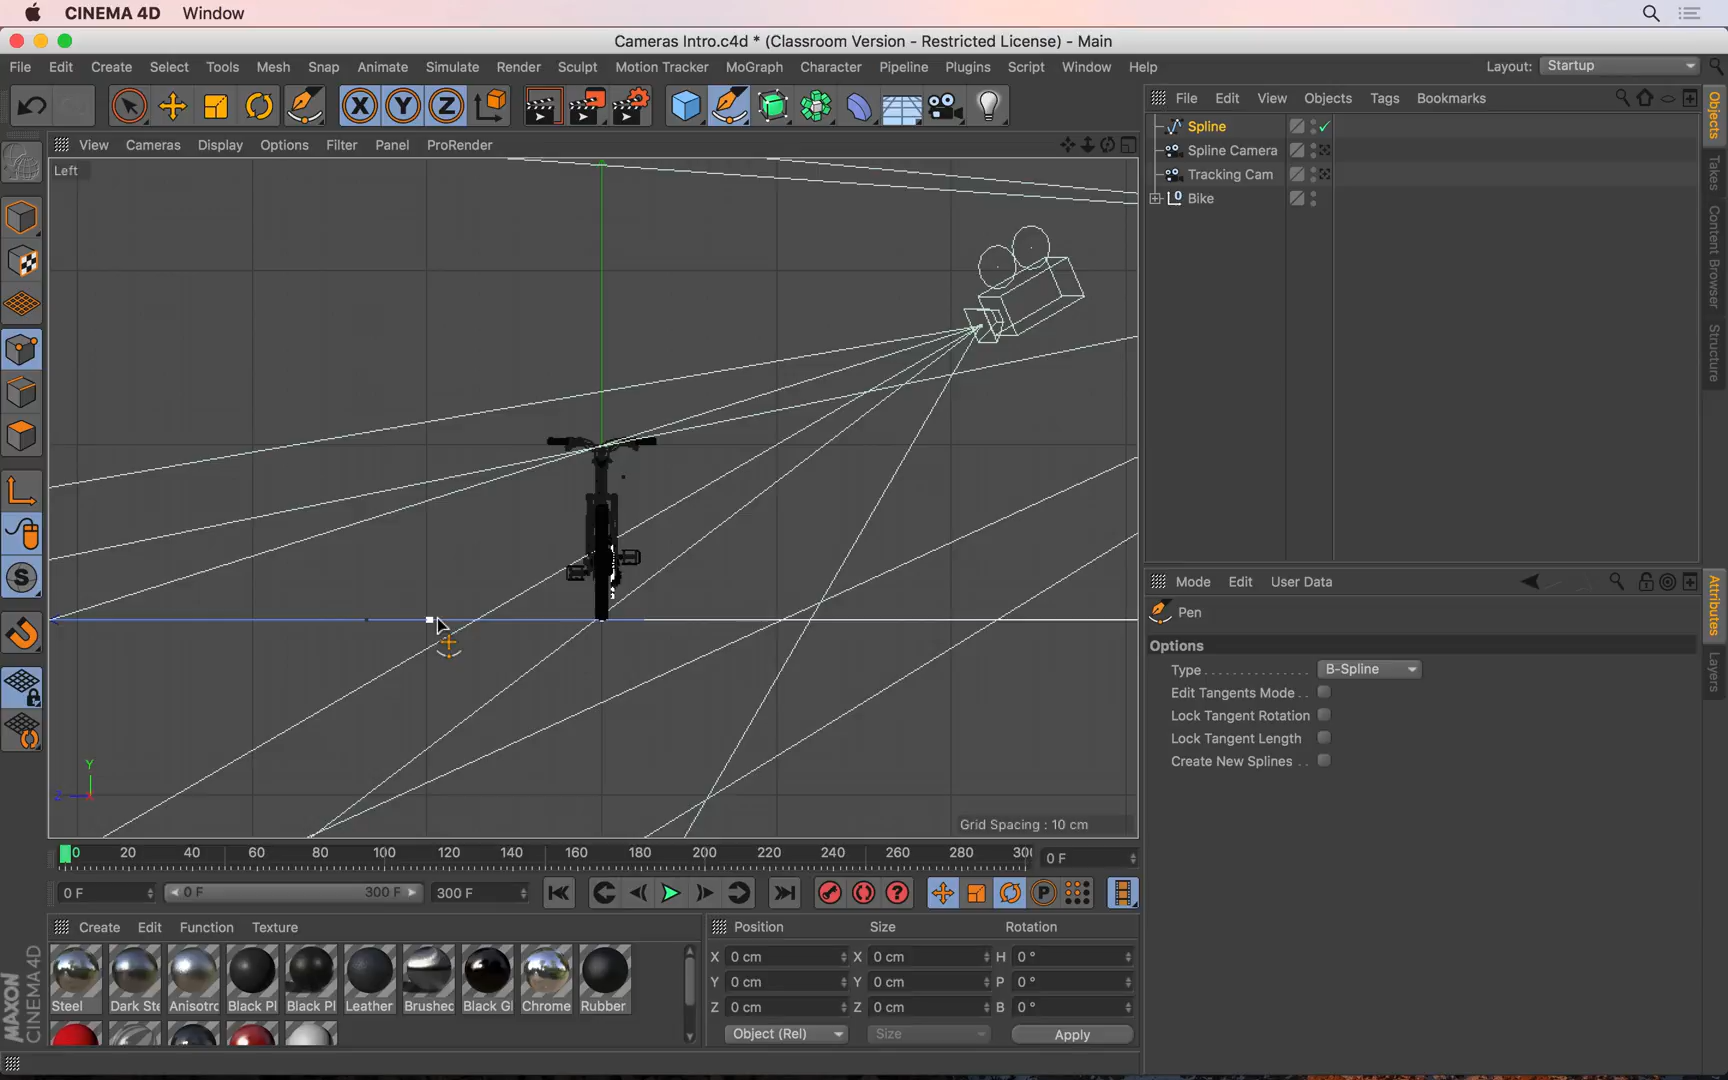 CINEMA 4D Window
Cameras Intro.c4d * (Classroom Version - Restricted License) - Main
File Edit Create Select Tools Mesh Snap Animate Simulate Render Sculpt Motion Tracker MoGraph Character Pipeline Plugins Script Window Help Layout: Startup
X Y Z
File Edit View Objects Tags Bookmarks
Spline
Spline Camera
Tracking Cam
Bike
Objects
Takes
Content Browser
Structure
View Cameras Display Options Filter Panel ProRender
Left
Y
Z X
Grid Spacing : 10 cm
Mode Edit User Data
Pen
Options
Type B-Spline
Edit Tangents Mode
Lock Tangent Rotation
Lock Tangent Length
Create New Splines
Attributes
Layers
0 20 40 60 80 100 120 140 160 180 200 220 240 260 280 30 0 F
0 F 0 F 300 F 300 F
Create Edit Function Texture
Steel Dark Ste Anisotro Black Pl Black Pl Leather Brushed Black Gl Chrome Rubber
Position Size Rotation
X 0 cm X 0 cm H 0 °
Y 0 cm Y 0 cm P 0 °
Z 0 cm Z 0 cm B 0 °
Object (Rel) Size Apply
MAXON
CINEMA 4D